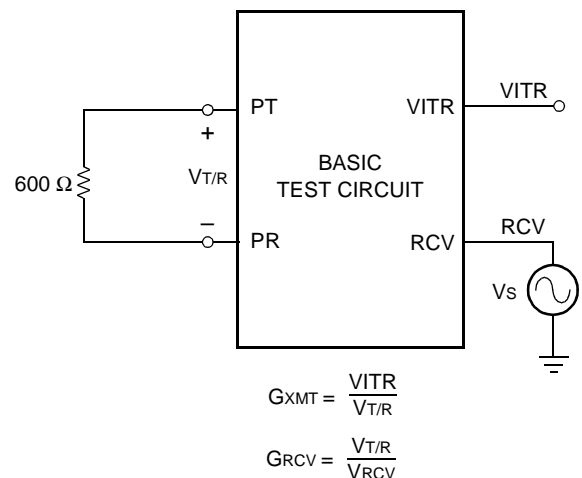 PT
VITR
VITR
+
BASIC
TEST CIRCUIT
VT/R
600 Ω
–
PR
RCV
RCV
VS
GXMT = VITR
VT/R
GRCV = VT/R
VRCV